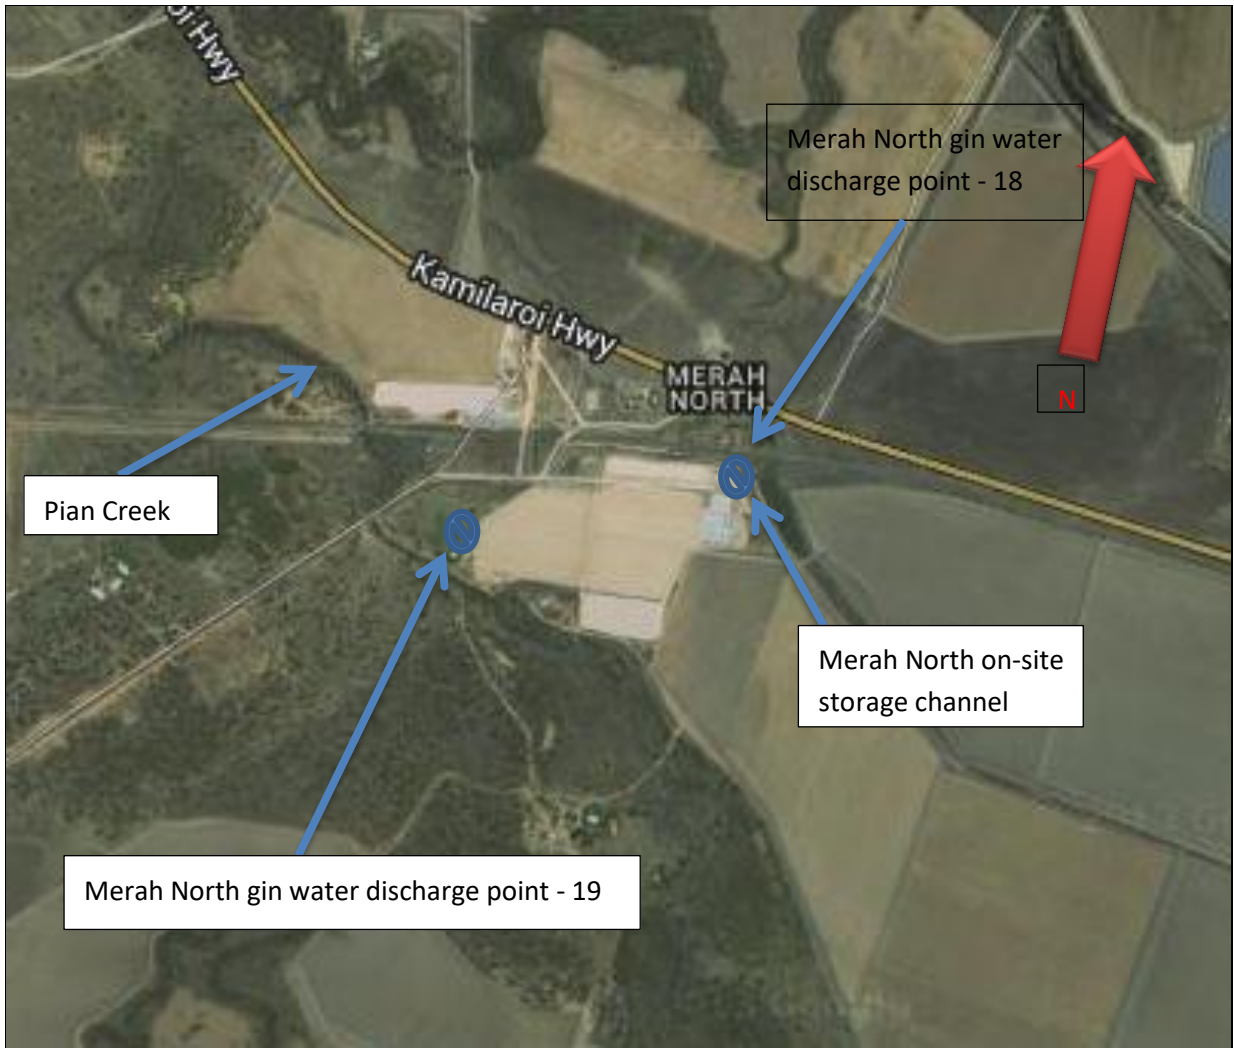 oi Hwy
Merah North gin water
discharge point - 18
Kamilaroi Hwy
MERAH
NORTH
N
Pian Creek
Merah North on-site
storage channel
Merah North gin water discharge point - 19